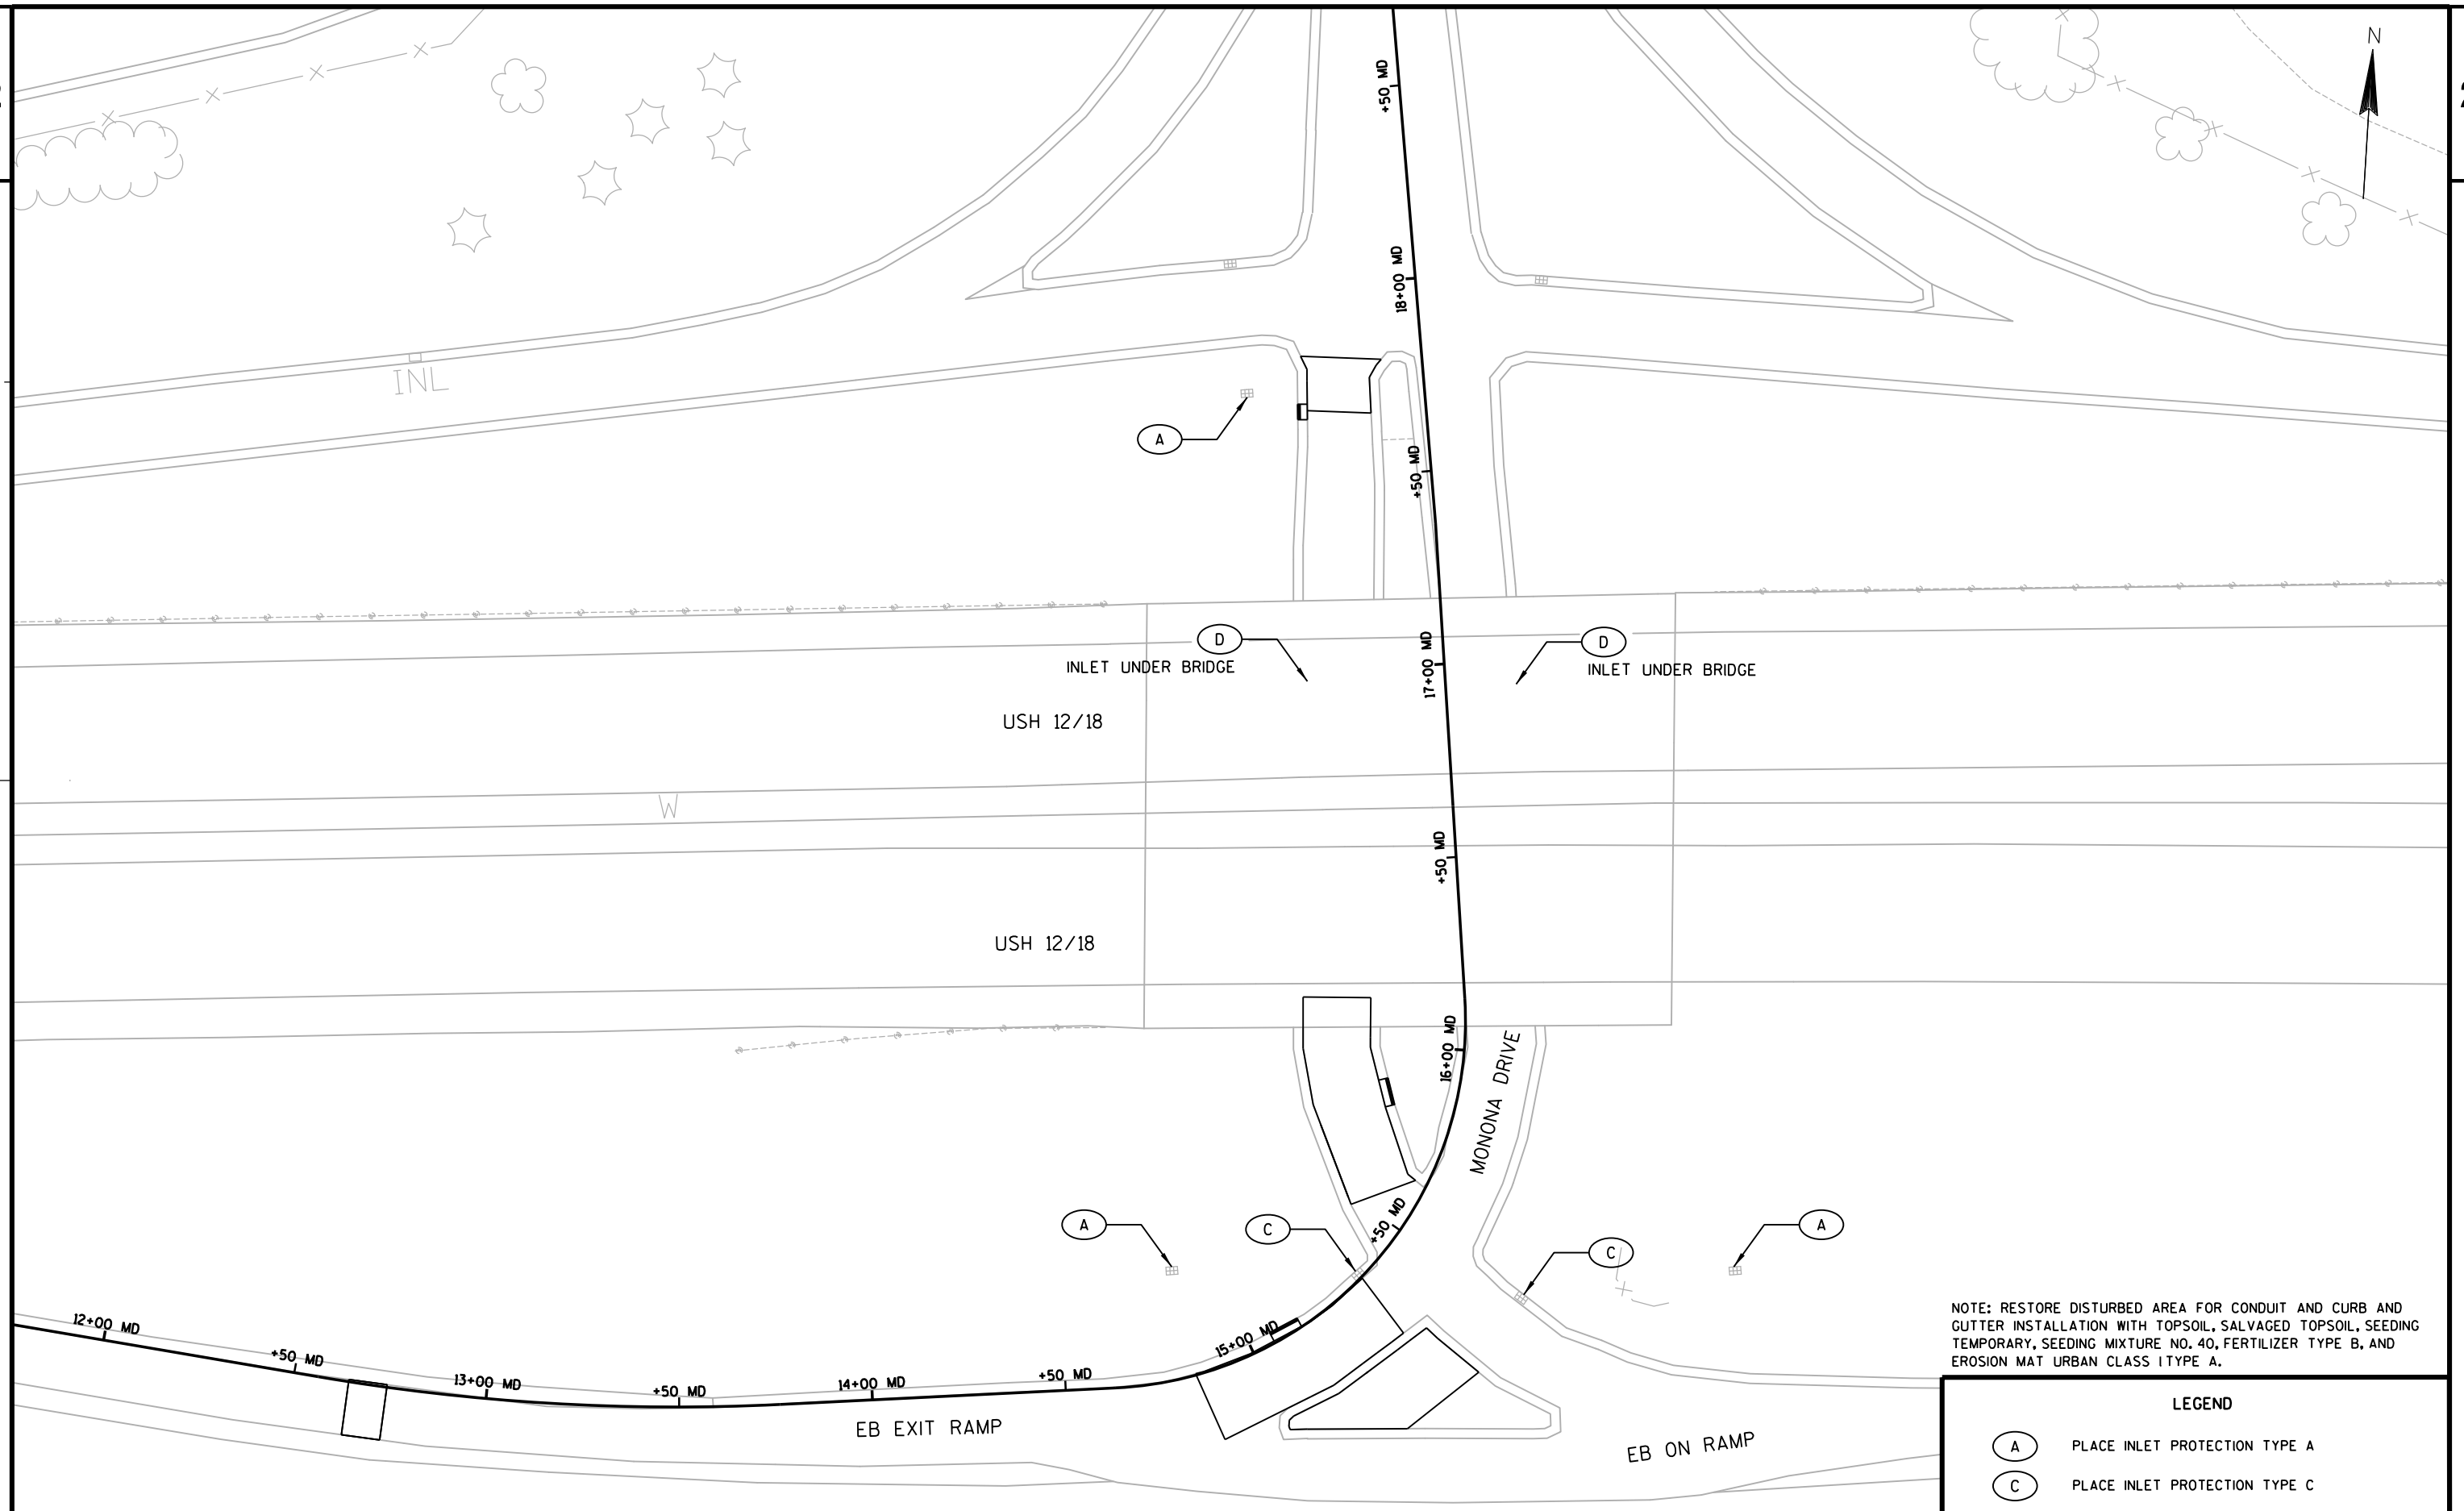 N
+50 MD
18+00 MD
INL
A
+50 MD
D
D
INLET UNDER BRIDGE
INLET UNDER BRIDGE
17+00 MD
USH 12/18
W
+50 MD
USH 12/18
16+00 MD
MONONA DRIVE
+50 MD
A
C
A
C
12+00 MD
+50 MD
13+00 MD
+50 MD
14+00 MD
+50 MD
15+00 MD
EB EXIT RAMP
EB ON RAMP
NOTE: RESTORE DISTURBED AREA FOR CONDUIT AND CURB AND
GUTTER INSTALLATION WITH TOPSOIL, SALVAGED TOPSOIL, SEEDING
TEMPORARY, SEEDING MIXTURE NO. 40, FERTILIZER TYPE B, AND
EROSION MAT URBAN CLASS I TYPE A.
LEGEND
A PLACE INLET PROTECTION TYPE A
C PLACE INLET PROTECTION TYPE C